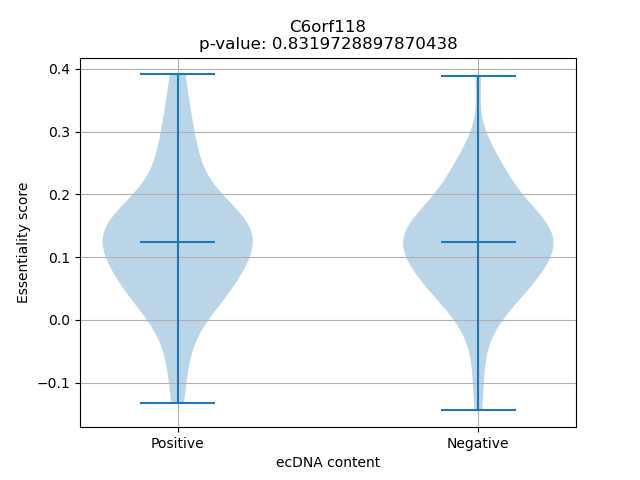 C6orf118
p-value: 0.8319728897870438
Essentiality score
0.4
0.3
0.2
0.1
0.0
−0.1
Positive
Negative
ecDNA content